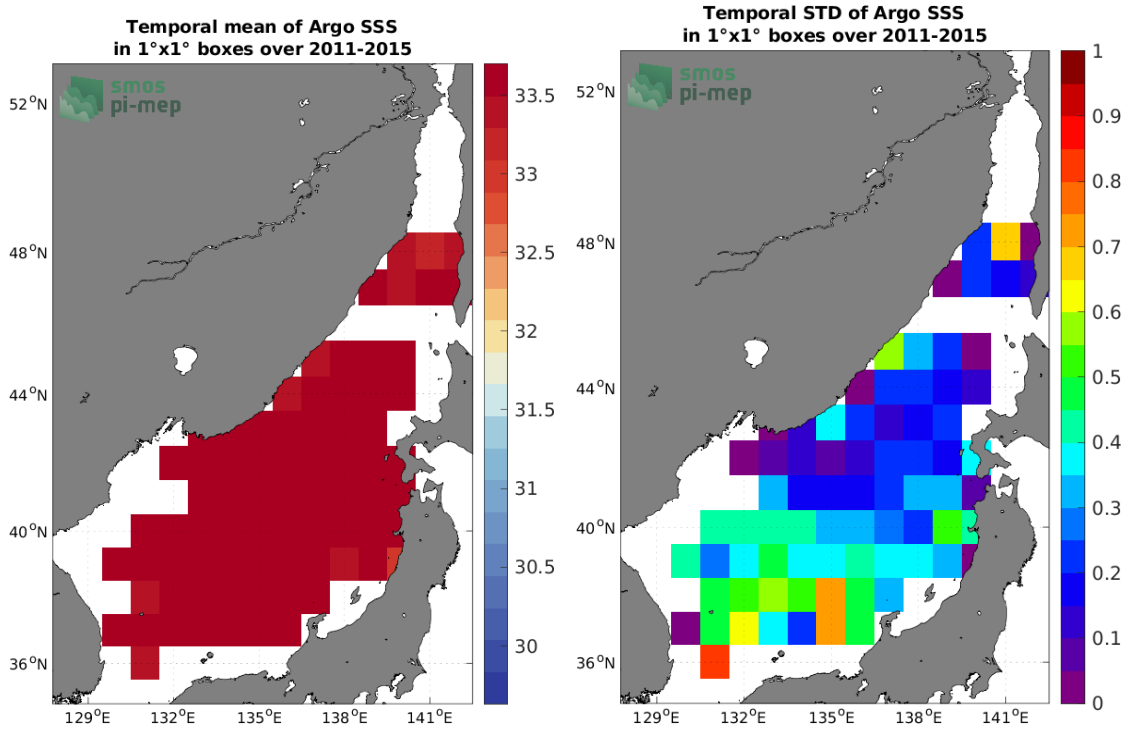 Temporal mean of Argo SSS
in 1°x1° boxes over 2011-2015
smos
pi-mep
52°N
48°N
44°N
40°N
36°N
129°E
132°E
135°E
138°E
141°E
33.5
33
32.5
32
31.5
31
30.5
30
Temporal STD of Argo SSS
in 1°x1° boxes over 2011-2015
smos
pi-mep
52°N
48°N
44°N
40°N
36°N
129°E
132°E
135°E
138°E
141°E
1
0.9
0.8
0.7
0.6
0.5
0.4
0.3
0.2
0.1
0